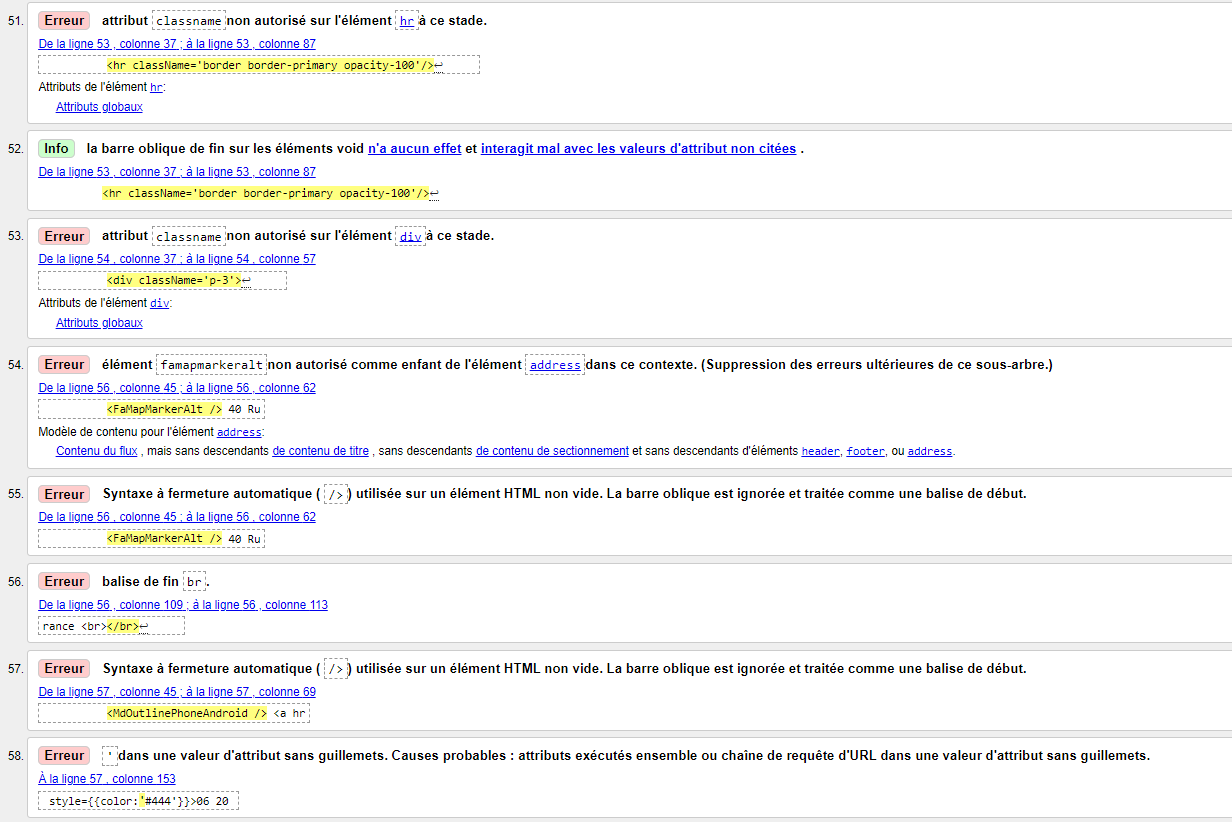 51. Erreur attribut classname non autorisé sur l'élément hr à ce stade.
De la ligne 53 , colonne 37 ; à la ligne 53 , colonne 87
<hr className='border border-primary opacity-100'/>↩
Attributs de l'élément hr:
Attributs globaux
52. Info la barre oblique de fin sur les éléments void n'a aucun effet et interagit mal avec les valeurs d'attribut non citées .
De la ligne 53 , colonne 37 ; à la ligne 53 , colonne 87
<hr className='border border-primary opacity-100'/>↩
53. Erreur attribut classname non autorisé sur l'élément div à ce stade.
De la ligne 54 , colonne 37 ; à la ligne 54 , colonne 57
<div className='p-3'>↩
Attributs de l'élément div:
Attributs globaux
54. Erreur élément famapmarkeralt non autorisé comme enfant de l'élément address dans ce contexte. (Suppression des erreurs ultérieures de ce sous-arbre.)
De la ligne 56 , colonne 45 ; à la ligne 56 , colonne 62
<FaMapMarkerAlt /> 40 Ru
Modèle de contenu pour l'élément address:
Contenu du flux , mais sans descendants de contenu de titre , sans descendants de contenu de sectionnement et sans descendants d'éléments header, footer, ou address.
55. Erreur Syntaxe à fermeture automatique ( />) utilisée sur un élément HTML non vide. La barre oblique est ignorée et traitée comme une balise de début.
De la ligne 56 , colonne 45 ; à la ligne 56 , colonne 62
<FaMapMarkerAlt /> 40 Ru
56. Erreur balise de fin br.
De la ligne 56 , colonne 109 ; à la ligne 56 , colonne 113
rance <br></br>↩
57. Erreur Syntaxe à fermeture automatique ( />) utilisée sur un élément HTML non vide. La barre oblique est ignorée et traitée comme une balise de début.
De la ligne 57 , colonne 45 ; à la ligne 57 , colonne 69
<MdOutlinePhoneAndroid /> <a hr
58. Erreur ' dans une valeur d'attribut sans guillemets. Causes probables : attributs exécutés ensemble ou chaîne de requête d'URL dans une valeur d'attribut sans guillemets.
À la ligne 57 , colonne 153
style={{color:'#444'}}>06 20